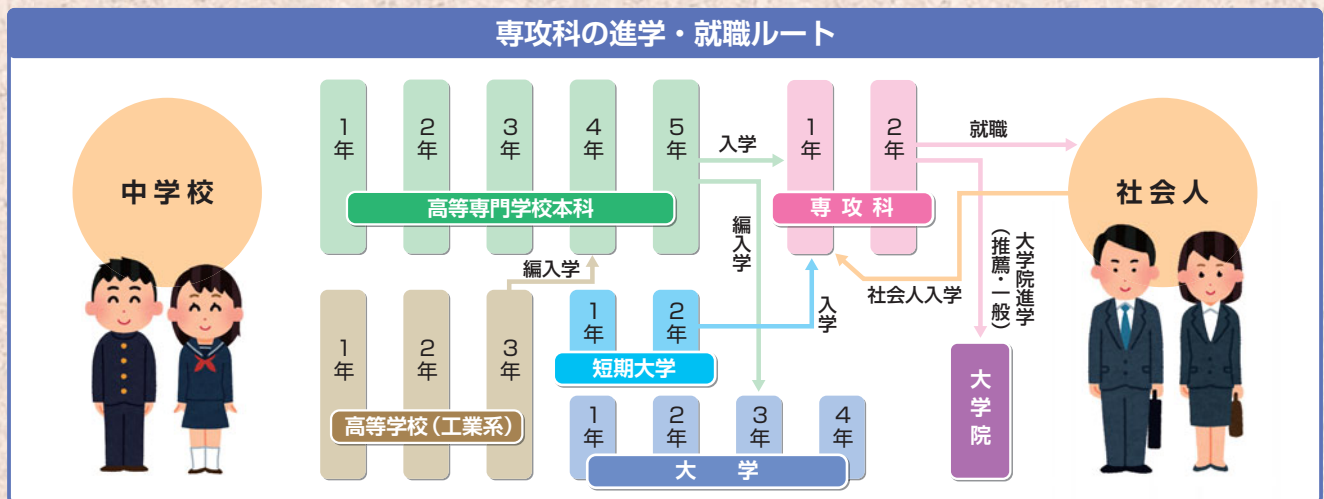 専攻科の進学・就職ルート
中学校
1年
2年
3年
4年
5年
高等専門学校本科
入学
編入学
1年
2年
専攻科
就職
社会人
大学院進学
（推薦・一般）
社会人入学
編入学
1年
2年
3年
高等学校（工業系）
1年
2年
短期大学
入学
1年
2年
3年
4年
大学
大学院